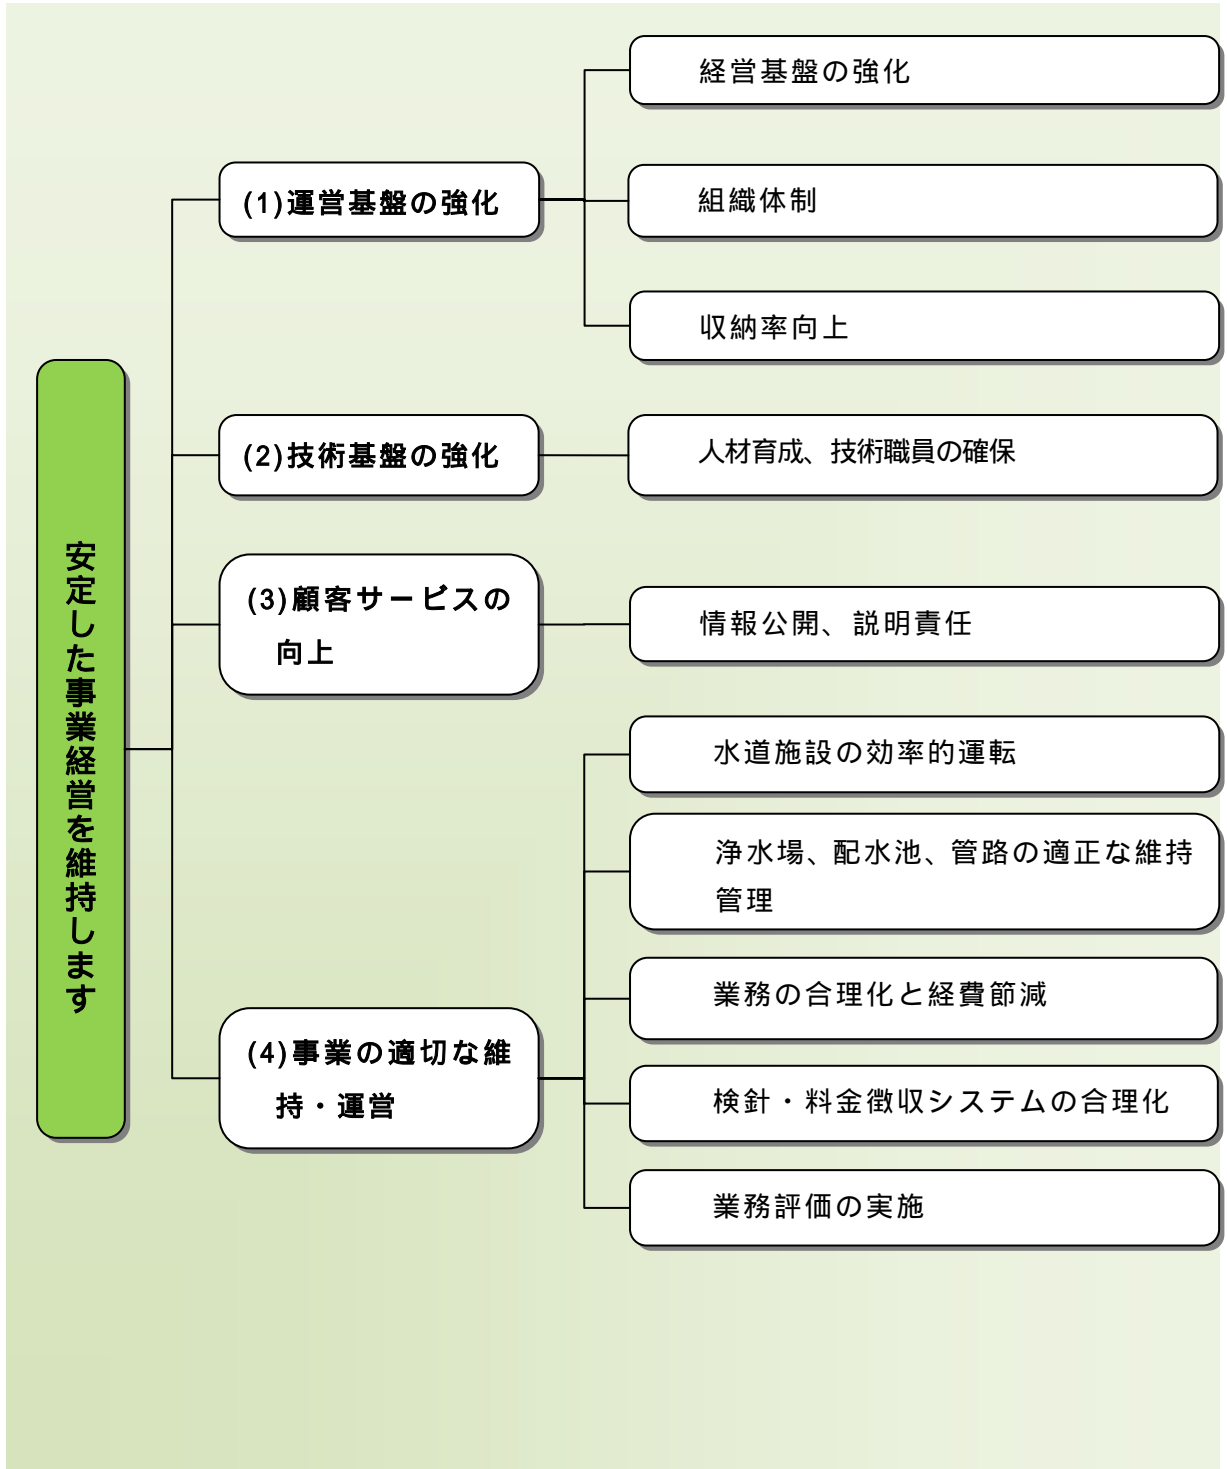 安定した事業経営を維持します
(1)運営基盤の強化
経営基盤の強化
組織体制
収納率向上
(2)技術基盤の強化
人材育成、技術職員の確保
(3)顧客サービスの
向上
情報公開、説明責任
(4)事業の適切な維
持・運営
水道施設の効率的運転
浄水場、配水池、管路の適正な維持
管理
業務の合理化と経費節減
検針・料金徴収システムの合理化
業務評価の実施